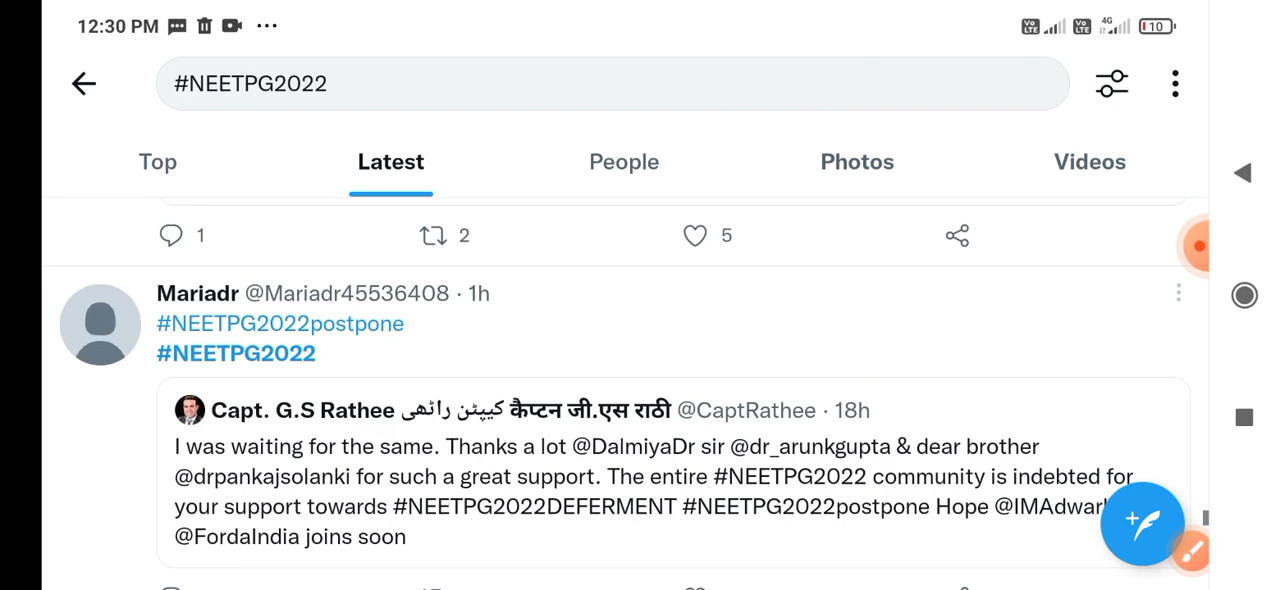 12:30 PM
4G
10
#NEETPG2022
Top Latest People Photos Videos
1 2 5
Mariadr @Mariadr45536408 · 1h
#NEETPG2022postpone
#NEETPG2022
Capt. G.S Rathee کیپٹن راٹھی कैप्टन जी.एस राठी @CaptRathee · 18h
I was waiting for the same. Thanks a lot @DalmiyaDr sir @dr_arunkgupta & dear brother
@drpankajsolanki for such a great support. The entire #NEETPG2022 community is indebted for
your support towards #NEETPG2022DEFERMENT #NEETPG2022postpone Hope
@FordaIndia joins soon